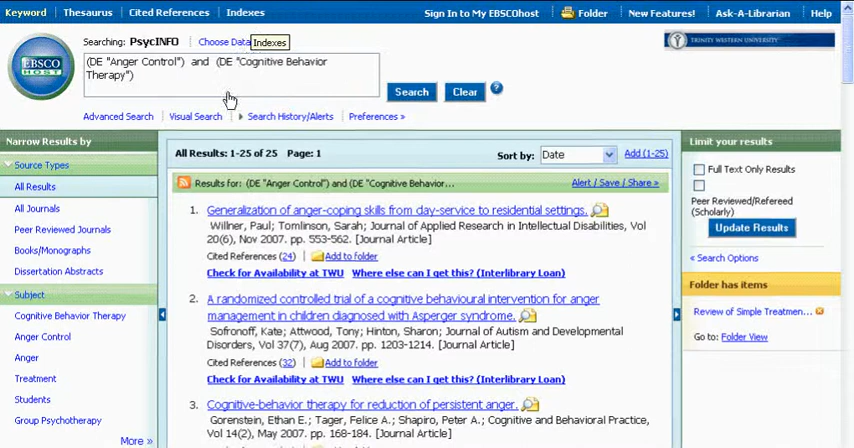 Keyword Thesaurus Cited References Indexes Sign In to My EBSCOhost Folder New Features! Ask-A-Librarian Help
EBSCO
HOST
Searching: PsycINFO Choose Data
Indexes
TRINITY WESTERN UNIVERSITY
(DE "Anger Control") and (DE "Cognitive Behavior
Therapy")
Search Clear ?
Advanced Search Visual Search Search History/Alerts Preferences »
Narrow Results by
Source Types
All Results
All Journals
Peer Reviewed Journals
Books/Monographs
Dissertation Abstracts
Subject
Cognitive Behavior Therapy
Anger Control
Anger
Treatment
Students
Group Psychotherapy
More »
All Results: 1-25 of 25 Page: 1 Sort by: Date Add (1-25)
Results for: (DE "Anger Control") and (DE "Cognitive Behavior... Alert / Save / Share »
1. Generalization of anger-coping skills from day-service to residential settings.
Willner, Paul; Tomlinson, Sarah; Journal of Applied Research in Intellectual Disabilities, Vol
20(6), Nov 2007. pp. 553-562. [Journal Article]
Cited References (24) Add to folder
Check for Availability at TWU Where else can I get this? (Interlibrary Loan)
2. A randomized controlled trial of a cognitive behavioural intervention for anger
management in children diagnosed with Asperger syndrome.
Sofronoff, Kate; Attwood, Tony; Hinton, Sharon; Journal of Autism and Developmental
Disorders, Vol 37(7), Aug 2007. pp. 1203-1214. [Journal Article]
Cited References (32) Add to folder
Check for Availability at TWU Where else can I get this? (Interlibrary Loan)
3. Cognitive-behavior therapy for reduction of persistent anger.
Gorenstein, Ethan E.; Tager, Felice A.; Shapiro, Peter A.; Cognitive and Behavioral Practice,
Vol 14(2), May 2007. pp. 168-184. [Journal Article]
Limit your results
Full Text Only Results
Peer Reviewed/Refereed
(Scholarly)
Update Results
« Search Options
Folder has items
Review of Simple Treatmen...
Go to: Folder View